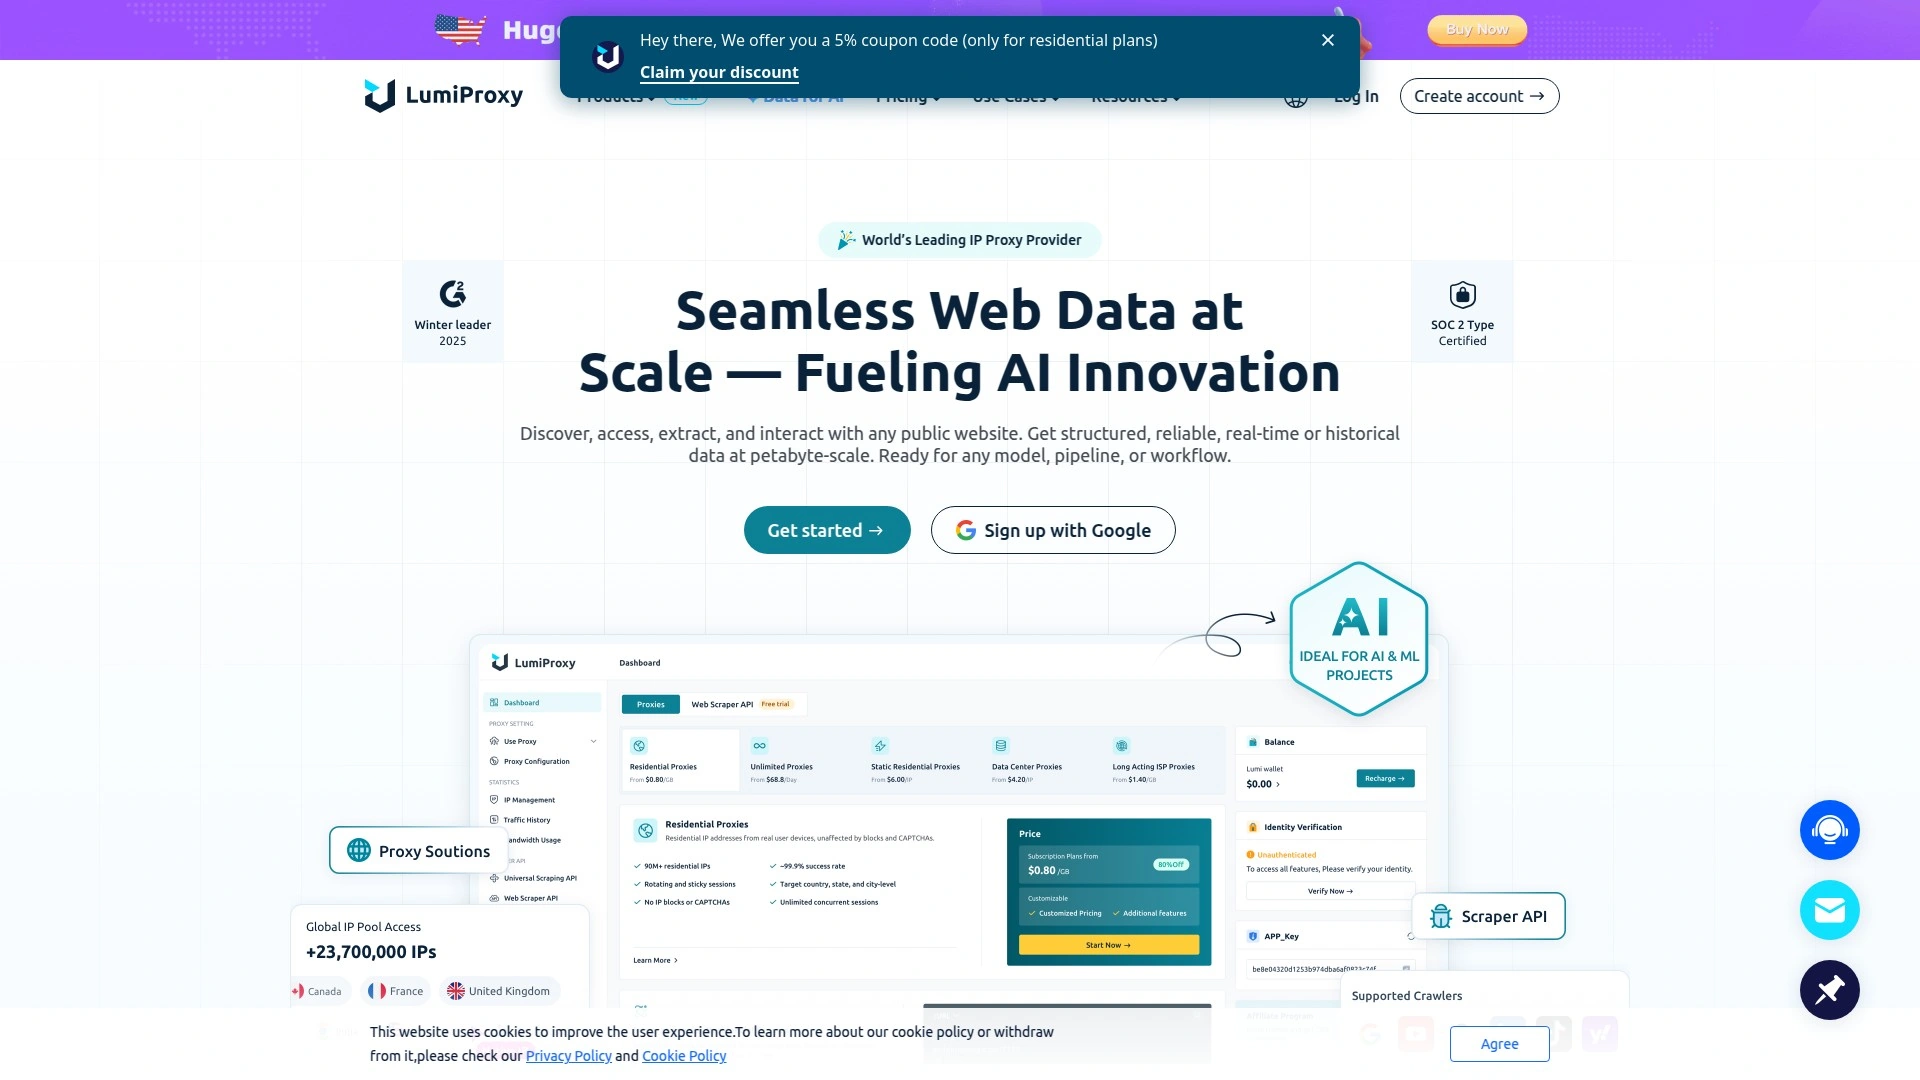 Huge
Buy Now
Hey there, We offer you a 5% coupon code (only for residential plans)
Claim your discount
LumiProxy
Products
New
Data for AI
Pricing
Use Cases
Resources
Log In
Create account →
World's Leading IP Proxy Provider
Winter leader
2025
SOC 2 Type
Certified
Seamless Web Data at
Scale — Fueling AI Innovation
Discover, access, extract, and interact with any public website. Get structured, reliable, real-time or historical
data at petabyte-scale. Ready for any model, pipeline, or workflow.
Get started →
Sign up with Google
AI
IDEAL FOR AI & ML
PROJECTS
LumiProxy
Dashboard
Dashboard
PROXY SETTING
Use Proxy
Proxy Configuration
STATISTICS
IP Management
Traffic History
Bandwidth Usage
Universal Scraping API
Web Scraper API
Proxies
Web Scraper API
Free trial
Residential Proxies
From $0.80/GB
Unlimited Proxies
From $68.8/Day
Static Residential Proxies
From $6.00/IP
Data Center Proxies
From $4.20/IP
Long Acting ISP Proxies
From $1.40/GB
Residential Proxies
Residential IP addresses from real user devices, unaffected by blocks and CAPTCHAs.
90M+ residential IPs
~99.9% success rate
Rotating and sticky sessions
Target country, state, and city-level
No IP blocks or CAPTCHAs
Unlimited concurrent sessions
Learn More >
Price
Subscription Plans from
$0.80 /GB
80%Off
Customizable
Customized Pricing
Additional features
Start Now →
Balance
Lumi wallet
$0.00 >
Recharge →
Identity Verification
Unauthenticated
To access all features, Please verify your identity.
Verify Now →
APP_Key
Affiliate Program
Proxy Soutions
Global IP Pool Access
+23,700,000 IPs
Canada
France
United Kingdom
Scraper API
Supported Crawlers
This website uses cookies to improve the user experience.To learn more about our cookie policy or withdraw
from it,please check our Privacy Policy and Cookie Policy
Agree